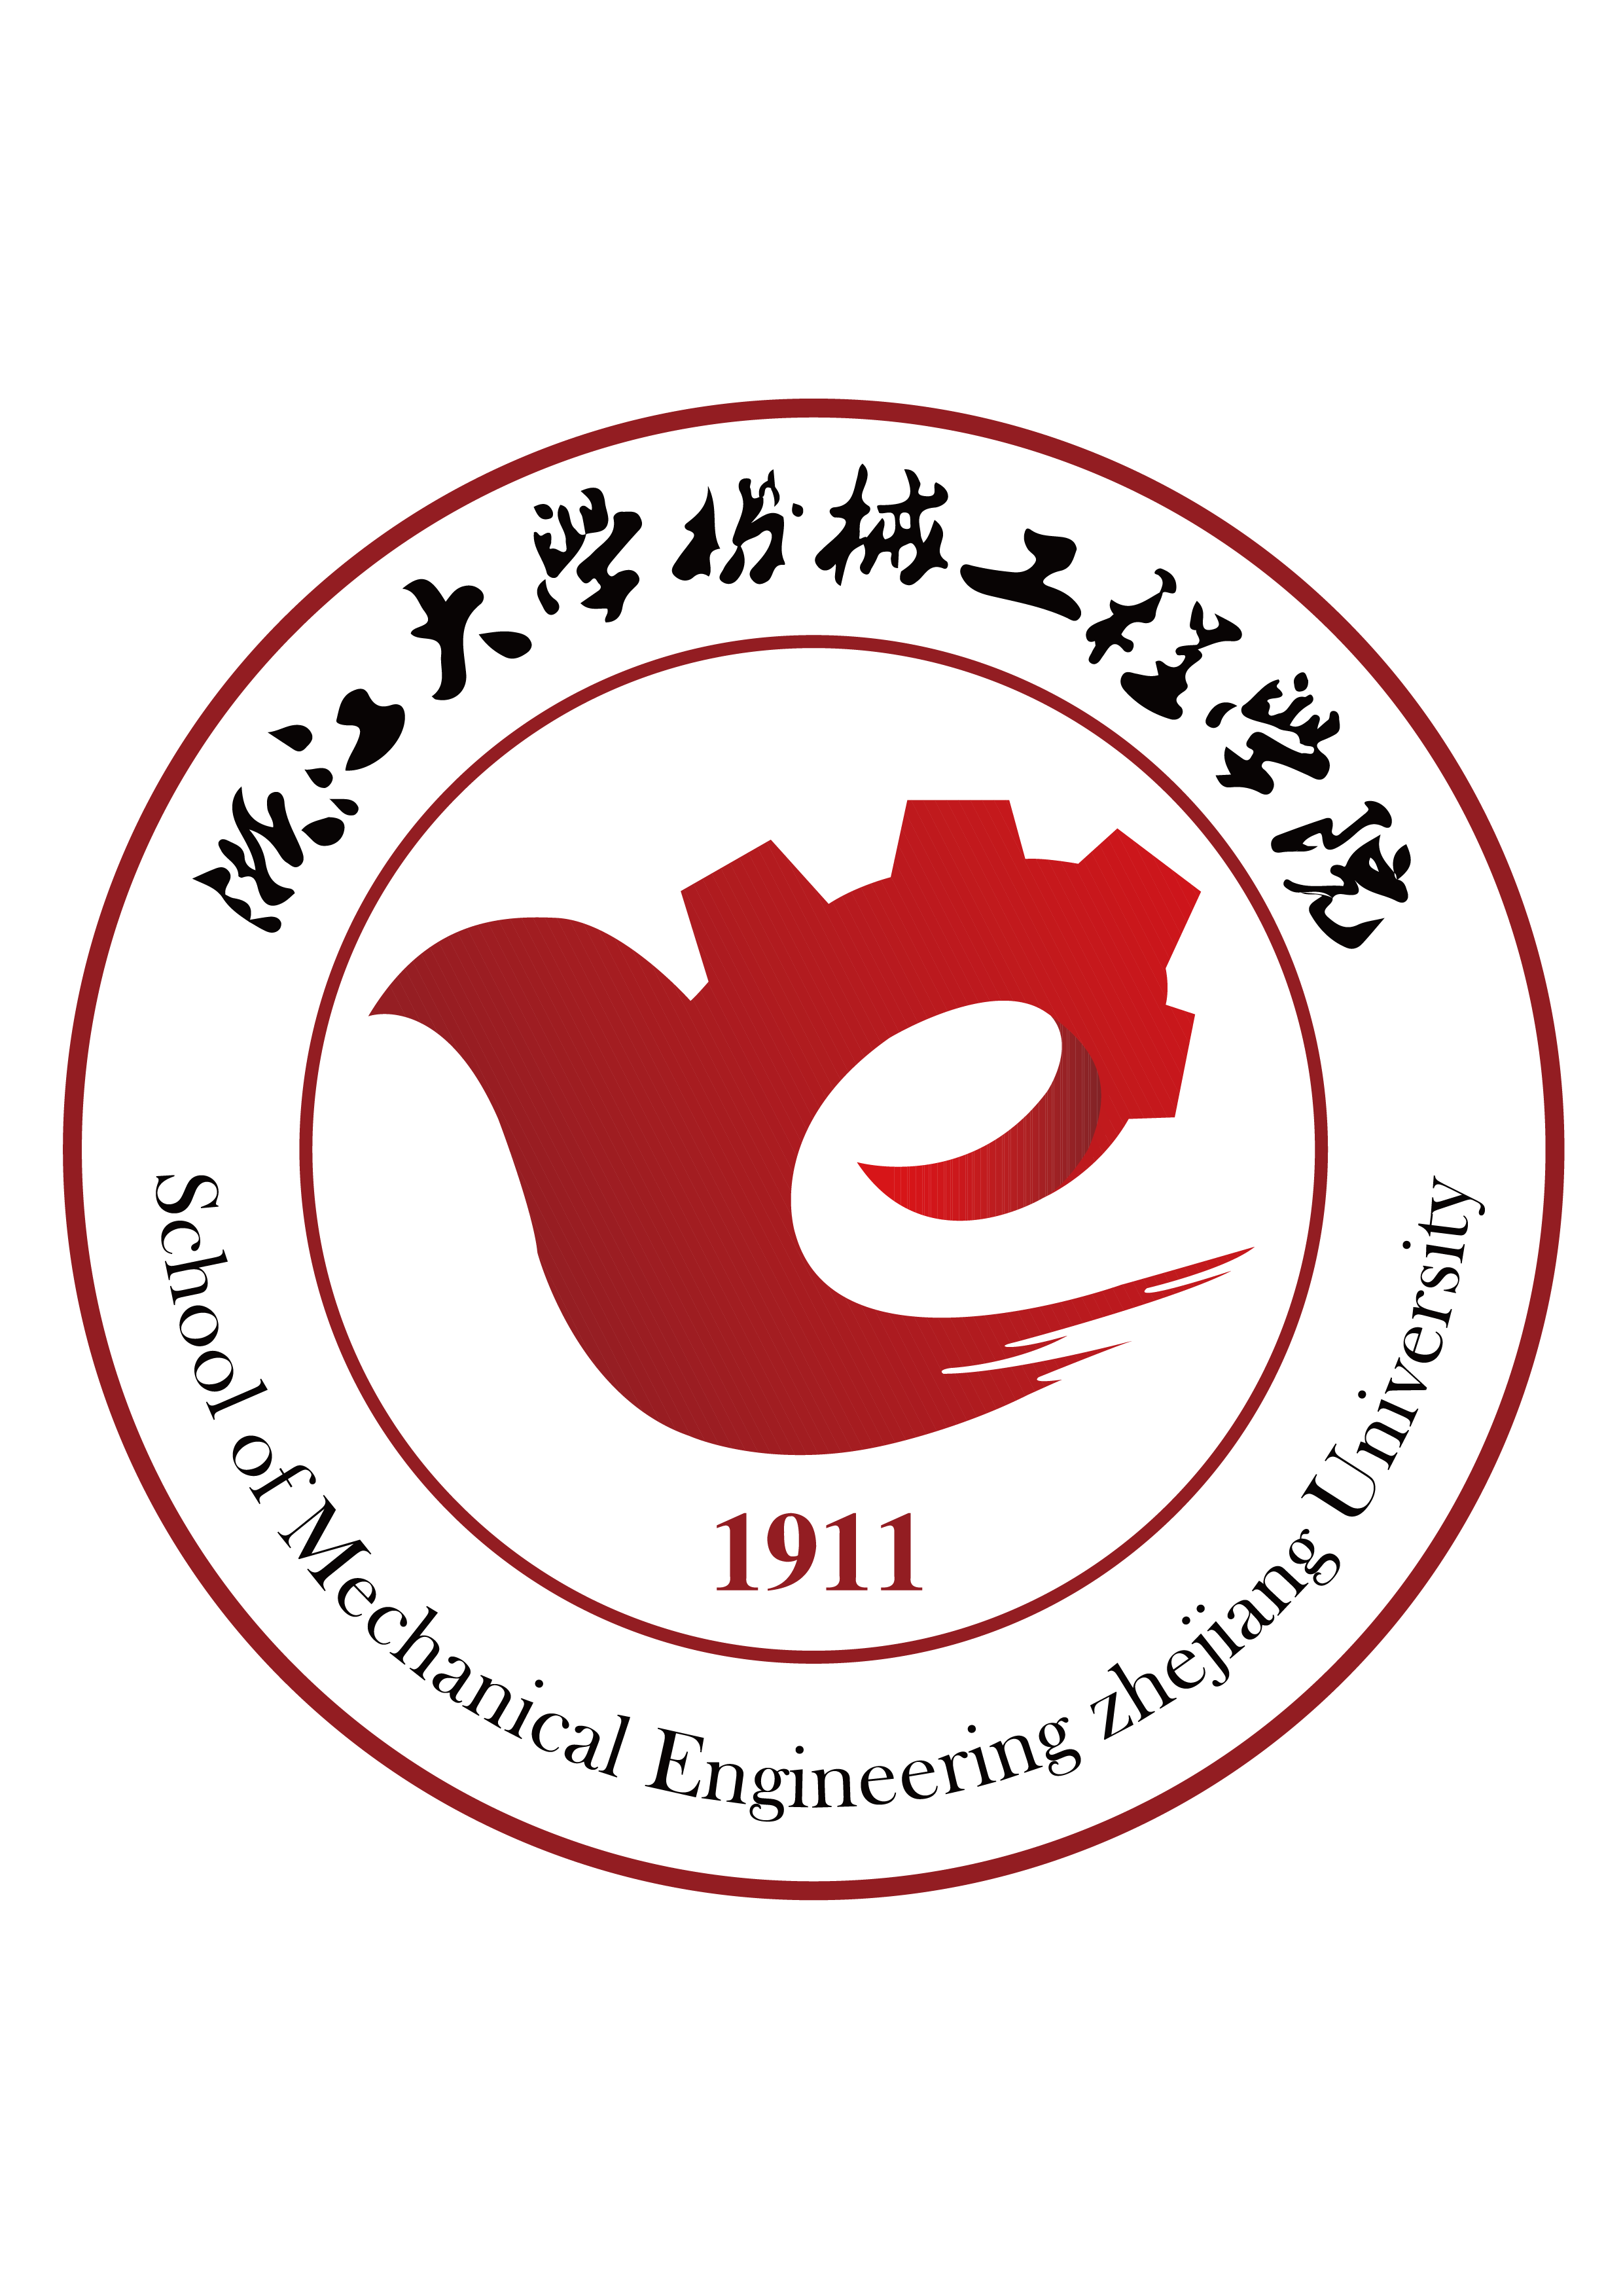 浙江大学机械工程学院
1911
School of Mechanical Engineering zhejiang University